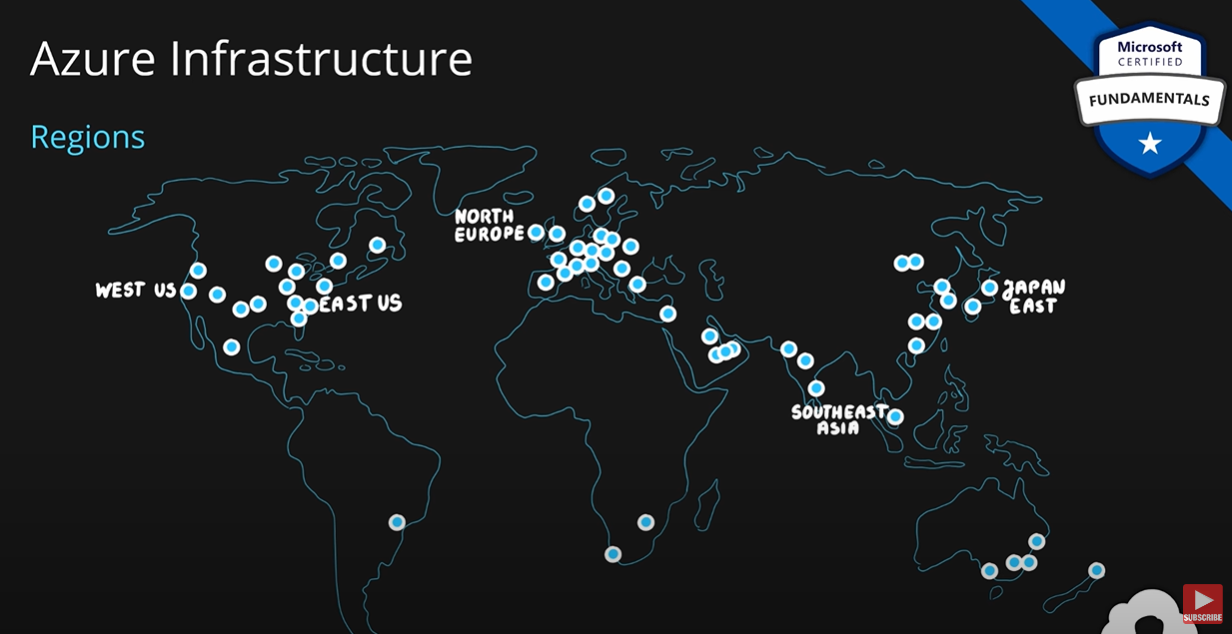 Azure Infrastructure
Regions
Microsoft
CERTIFIED
FUNDAMENTALS
NORTH
EUROPE
WEST US
EAST US
JAPAN
EAST
SOUTHEAST
ASIA
SUBSCRIBE